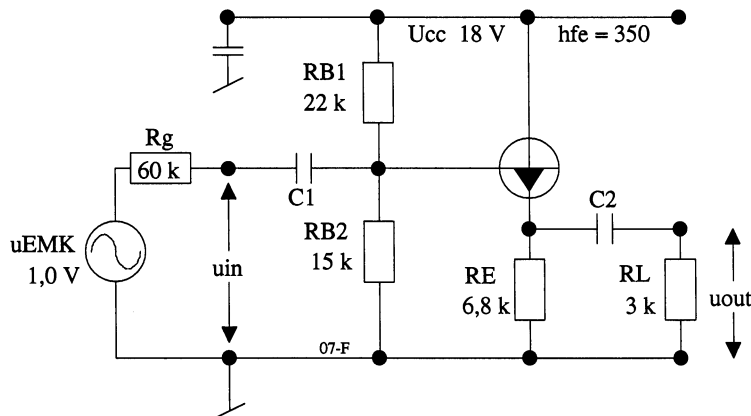 Ucc 18 V hfe = 350
RB1
22 k
Rg
60 k
C1
C2
uEMK
1,0 V
uin
RB2
15 k
RE
6,8 k
RL
3 k
uout
07-F